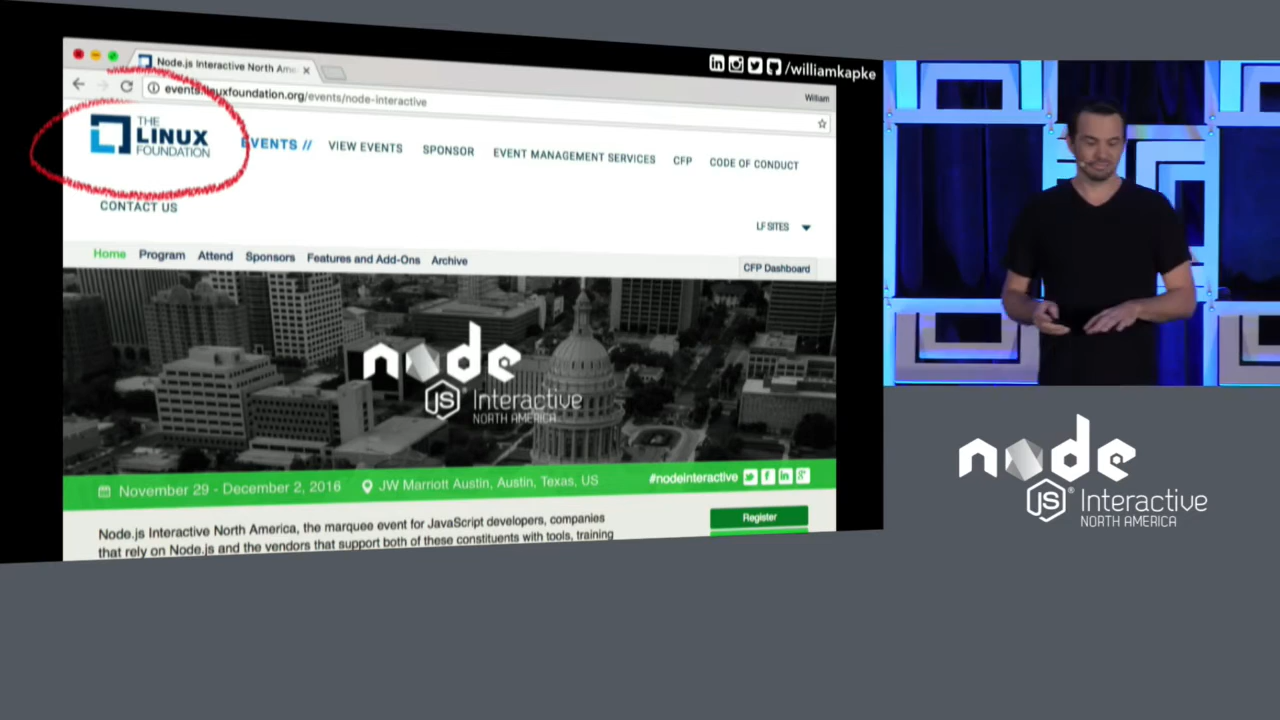 Node.js Interactive North Am
/williamkapke
events.linuxfoundation.org/events/node-interactive
William
THE
LINUX
FOUNDATION
EVENTS // VIEW EVENTS SPONSOR EVENT MANAGEMENT SERVICES CFP CODE OF CONDUCT
CONTACT US
LF SITES
Home Program Attend Sponsors Features and Add-Ons Archive
CFP Dashboard
node
JS Interactive
NORTH AMERICA
November 29 - December 2, 2016 JW Marriott Austin, Austin, Texas, US #nodeinteractive
Node.js Interactive North America, the marquee event for JavaScript developers, companies
that rely on Node.js and the vendors that support both of these constituents with tools, training
Register
node
JS® Interactive
NORTH AMERICA